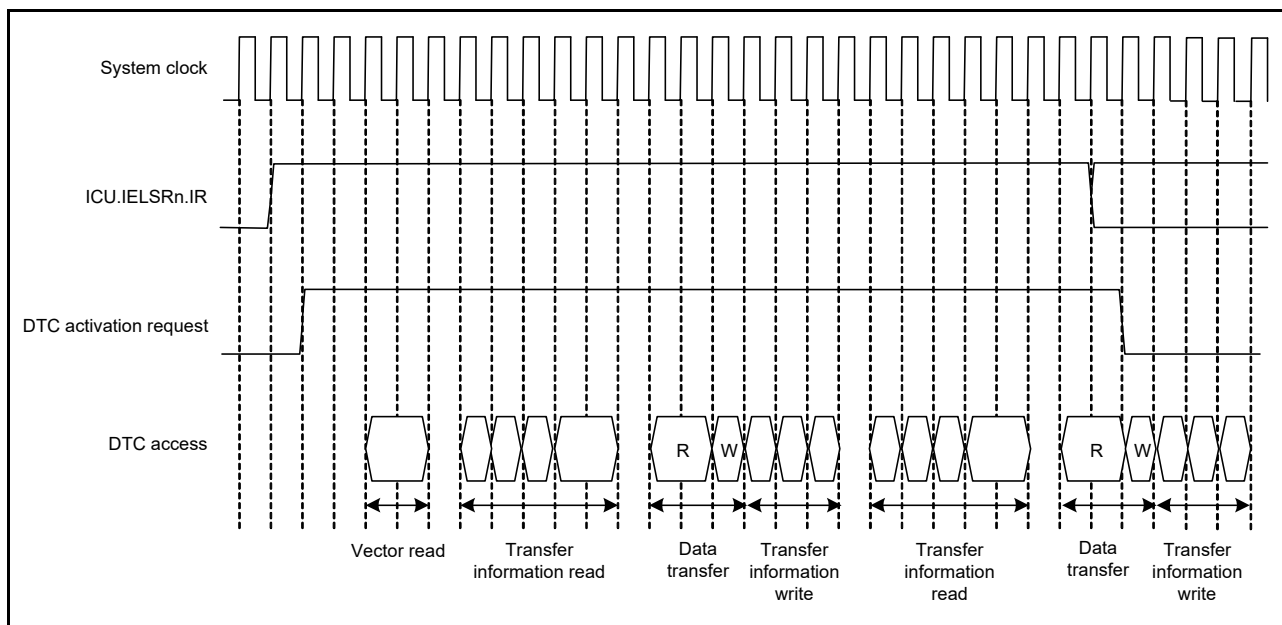 System clock
ICU.IELSRn.IR
DTC activation request
DTC access
R
W
R
W
Vector read
Transfer
information read
Data
transfer
Transfer
information
write
Transfer
information
read
Data
transfer
Transfer
information
write